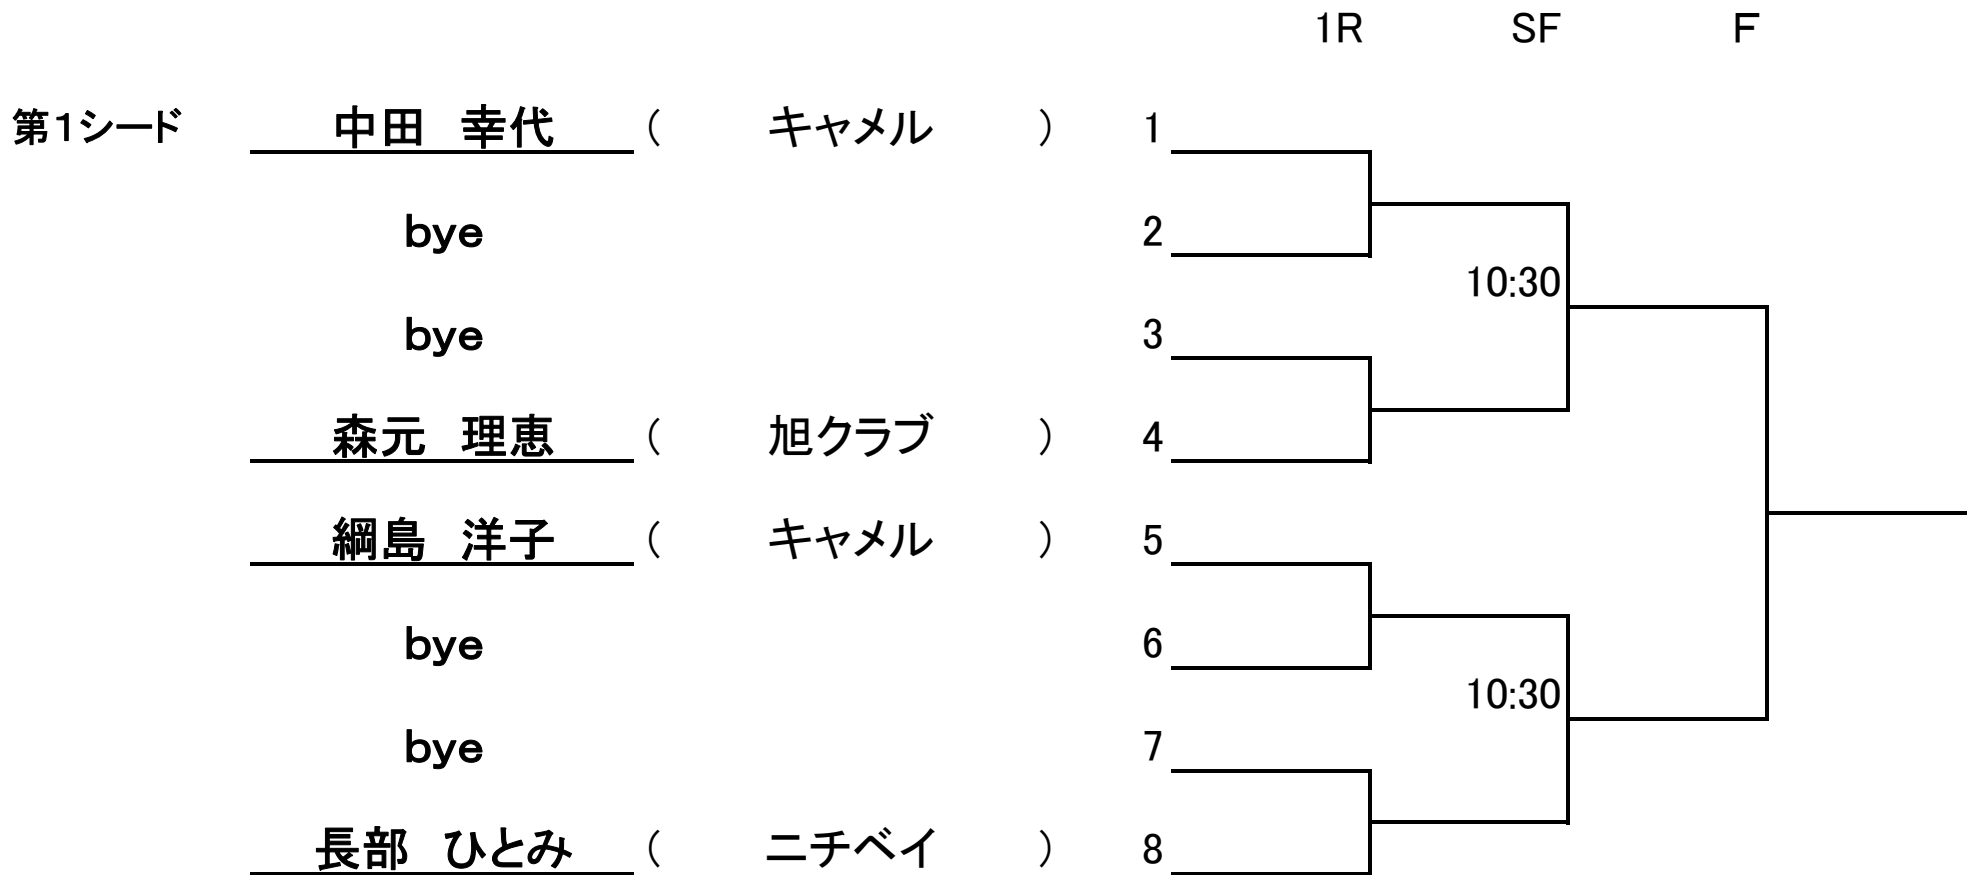 1R SF F
第1シード 中田 幸代 ( キャメル ) 1
bye 2
10:30
bye 3
森元 理恵 ( 旭クラブ ) 4
綱島 洋子 ( キャメル ) 5
bye 6
10:30
bye 7
長部 ひとみ ( ニチベイ ) 8